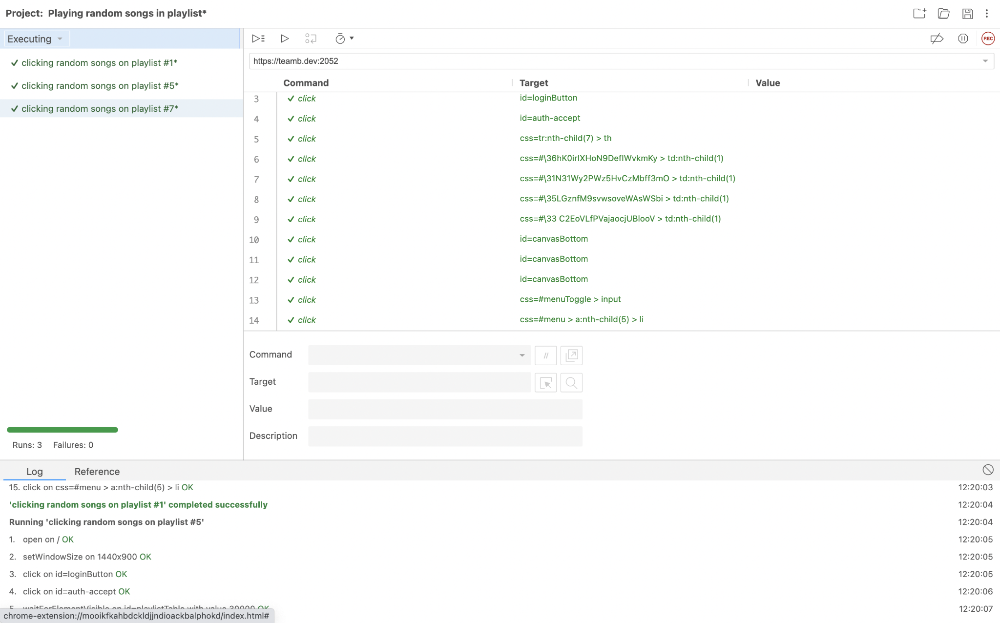 Project: Playing random songs in playlist*
Executing
clicking random songs on playlist #1*
clicking random songs on playlist #5*
clicking random songs on playlist #7*
Runs: 3 Failures: 0
REC
https://teamb.dev:2052
Command Target Value
3 click id=loginButton
4 click id=auth-accept
5 click css=tr:nth-child(7) > th
6 click css=#\36hK0irlXHoN9DeflWvkmKy > td:nth-child(1)
7 click css=#\31N31Wy2PWz5HvCzMbff3mO > td:nth-child(1)
8 click css=#\35LGznfM9svwsoveWAsWSbi > td:nth-child(1)
9 click css=#\33 C2EoVLfPVajaocjUBlooV > td:nth-child(1)
10 click id=canvasBottom
11 click id=canvasBottom
12 click id=canvasBottom
13 click css=#menuToggle > input
14 click css=#menu > a:nth-child(5) > li
Command //
Target
Value
Description
Log Reference
15. click on css=#menu > a:nth-child(5) > li OK 12:20:03
'clicking random songs on playlist #1' completed successfully 12:20:04
Running 'clicking random songs on playlist #5' 12:20:04
1. open on / OK 12:20:05
2. setWindowSize on 1440x900 OK 12:20:05
3. click on id=loginButton OK 12:20:05
4. click on id=auth-accept OK 12:20:06
5. waitForElementVisible on id=playlistTable with value 30000 OK 12:20:07
chrome-extension://mooikfkahbdckldjjndioackbalphokd/index.html#